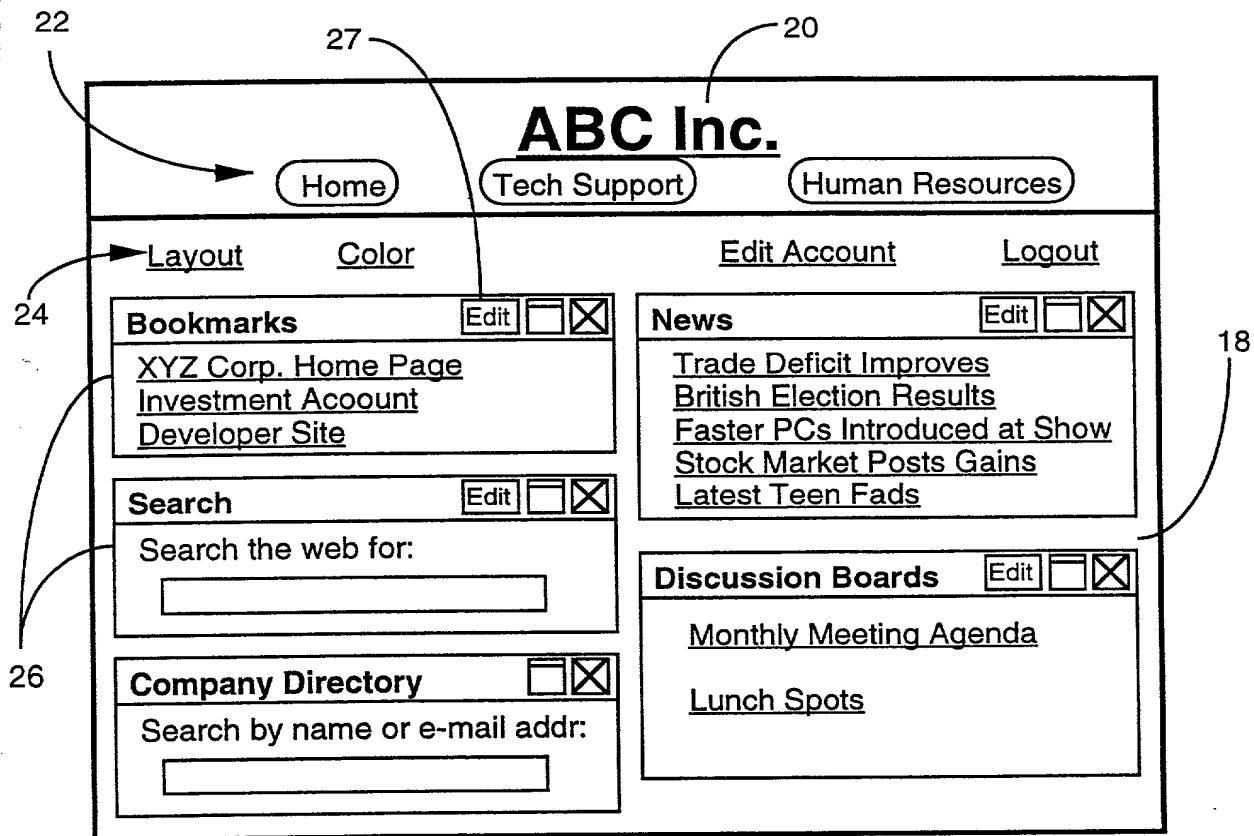 22
27
20
ABC Inc.
Home Tech Support Human Resources
Layout Color Edit Account Logout
24
Bookmarks Edit
XYZ Corp. Home Page
Investment Acoount
Developer Site
News Edit
Trade Deficit Improves
British Election Results
Faster PCs Introduced at Show
Stock Market Posts Gains
Latest Teen Fads
18
Search Edit
Search the web for:
Discussion Boards Edit
Monthly Meeting Agenda
Lunch Spots
26
Company Directory
Search by name or e-mail addr: